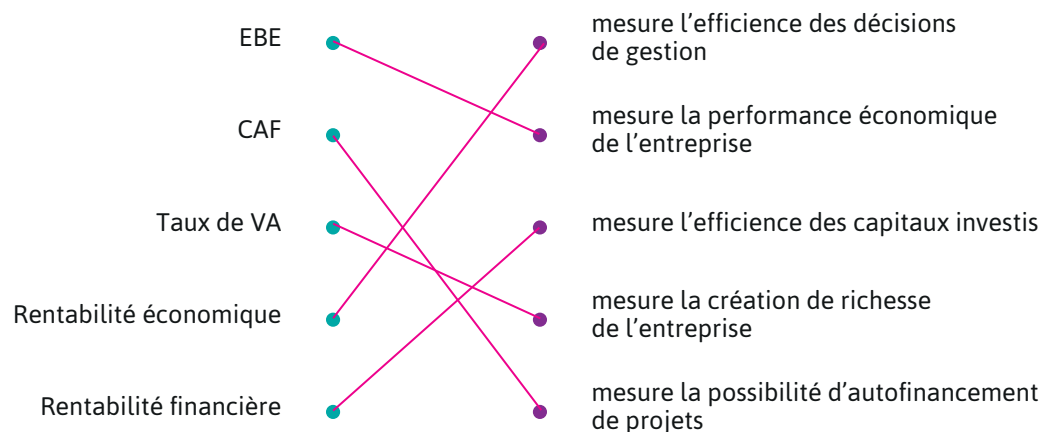 EBE
mesure l'efficience des décisions
de gestion
CAF
mesure la performance économique
de l'entreprise
Taux de VA
mesure l'efficience des capitaux investis
Rentabilité économique
mesure la création de richesse
de l'entreprise
Rentabilité financière
mesure la possibilité d'autofinancement
de projets